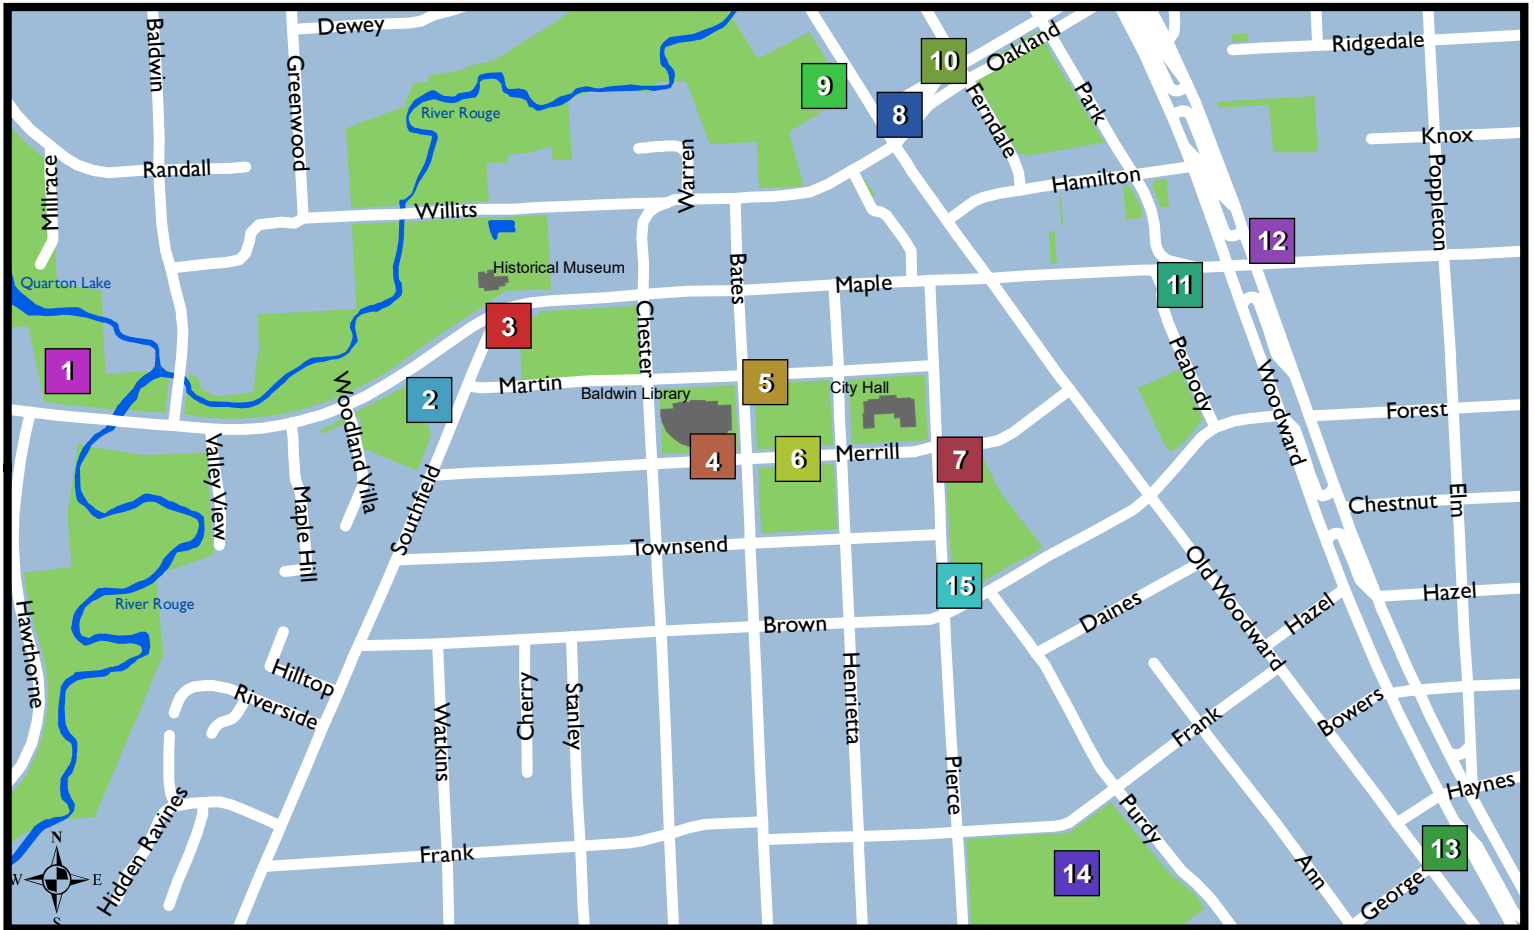 Dewey
Baldwin
Greenwood
Oakland
Ridgedale
10
9
8
Park
Ferndale
River Rouge
Knox
Randall
Millrace
Warren
Poppleton
Hamilton
Willits
12
Historical Museum
Bates
Quarton Lake
Maple
11
3
Chester
1
Peabody
Woodward
2
Woodland Villa
Martin
Baldwin Library
5
City Hall
Forest
Valley View
4
6
Merrill
7
Maple Hill
Southfield
Elm
Chestnut
Townsend
Old Woodward
15
River Rouge
Hawthorne
Brown
Daines
Hazel
Hazel
Hilltop
Riverside
Watkins
Cherry
Stanley
Henrietta
Pierce
Frank
Bowers
Haynes
Hidden Ravines
Purdy
13
Frank
14
Ann
George
N
W
E
S